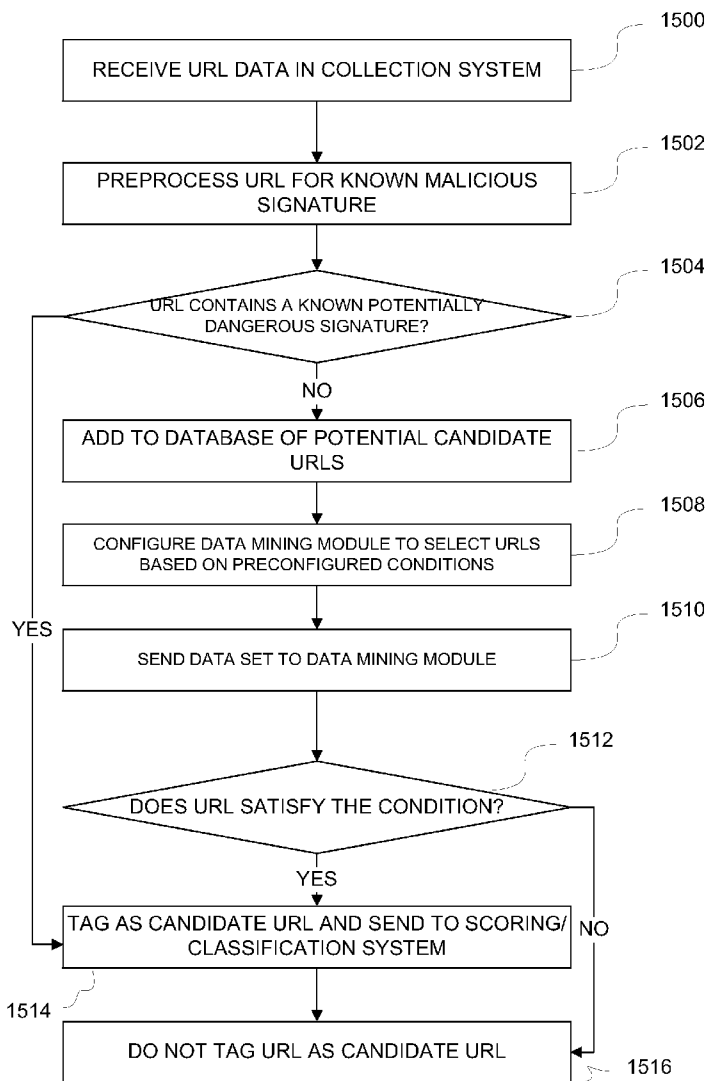 1500
RECEIVE URL DATA IN COLLECTION SYSTEM
1502
PREPROCESS URL FOR KNOWN MALICIOUS
SIGNATURE
1504
URL CONTAINS A KNOWN POTENTIALLY
DANGEROUS SIGNATURE?
NO
1506
ADD TO DATABASE OF POTENTIAL CANDIDATE
URLS
1508
CONFIGURE DATA MINING MODULE TO SELECT URLS
BASED ON PRECONFIGURED CONDITIONS
1510
YES
SEND DATA SET TO DATA MINING MODULE
1512
DOES URL SATISFY THE CONDITION?
YES
TAG AS CANDIDATE URL AND SEND TO SCORING/
CLASSIFICATION SYSTEM
NO
1514
DO NOT TAG URL AS CANDIDATE URL
1516